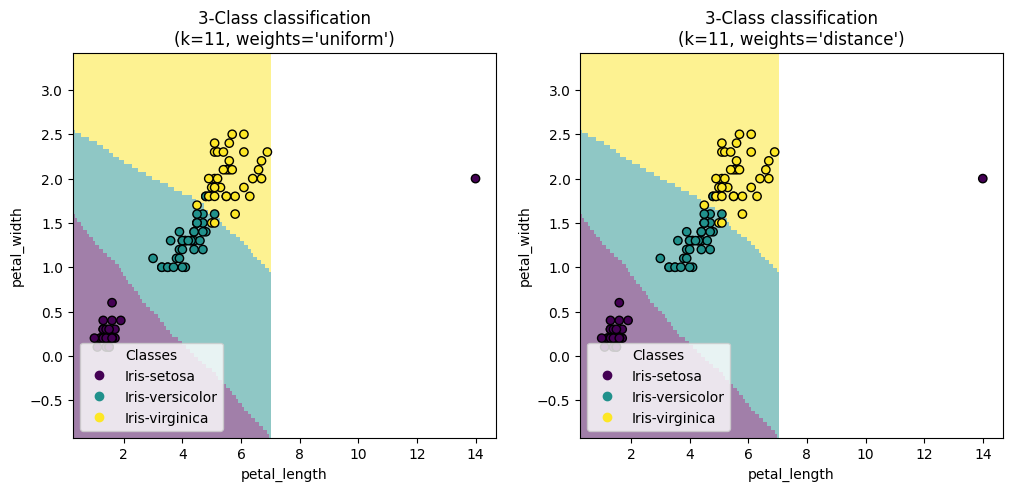 3-Class classification
(k=11, weights='uniform')
petal_width
3.0
2.5
2.0
1.5
1.0
0.5
0.0
−0.5
Classes
Iris-setosa
Iris-versicolor
Iris-virginica
2 4 6 8 10 12 14
petal_length
3-Class classification
(k=11, weights='distance')
petal_width
3.0
2.5
2.0
1.5
1.0
0.5
0.0
−0.5
Classes
Iris-setosa
Iris-versicolor
Iris-virginica
2 4 6 8 10 12 14
petal_length